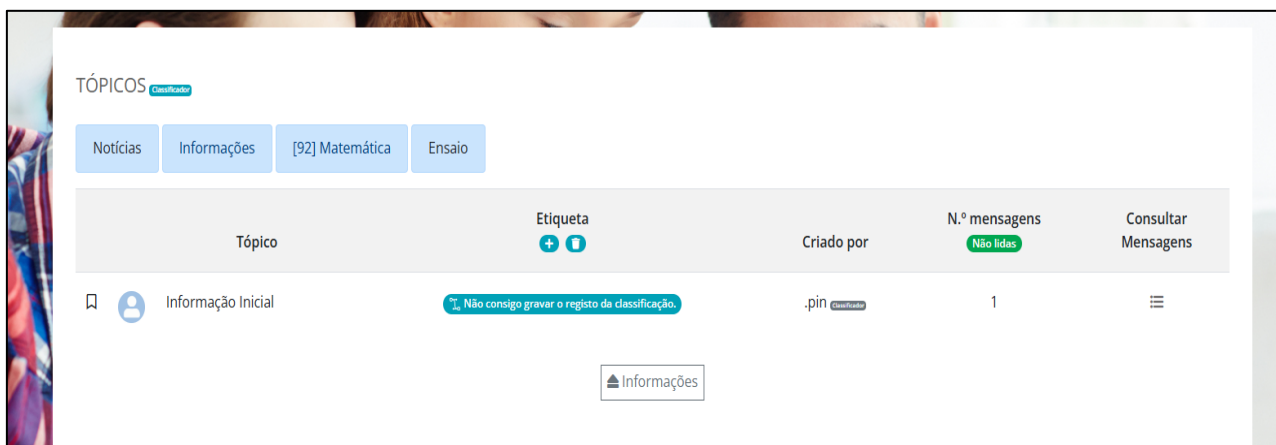 TÓPICOS Classificador
Notícias Informações [92] Matemática Ensaio
Tópico Etiqueta Criado por N.º mensagens Não lidas Consultar Mensagens
Informação Inicial Não consigo gravar o registo da classificação. .pin Classificador 1
Informações